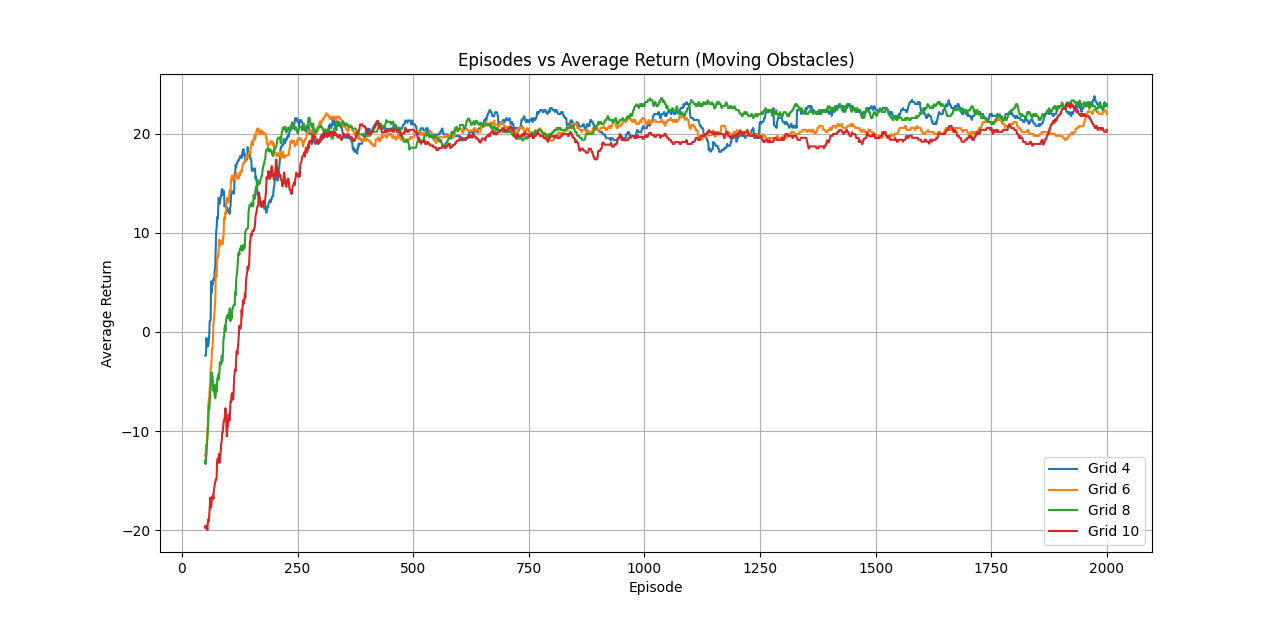 Episodes vs Average Return (Moving Obstacles)
Average Return
20
10
0
−10
−20
0
250
500
750
1000
1250
1500
1750
2000
Episode
Grid 4
Grid 6
Grid 8
Grid 10